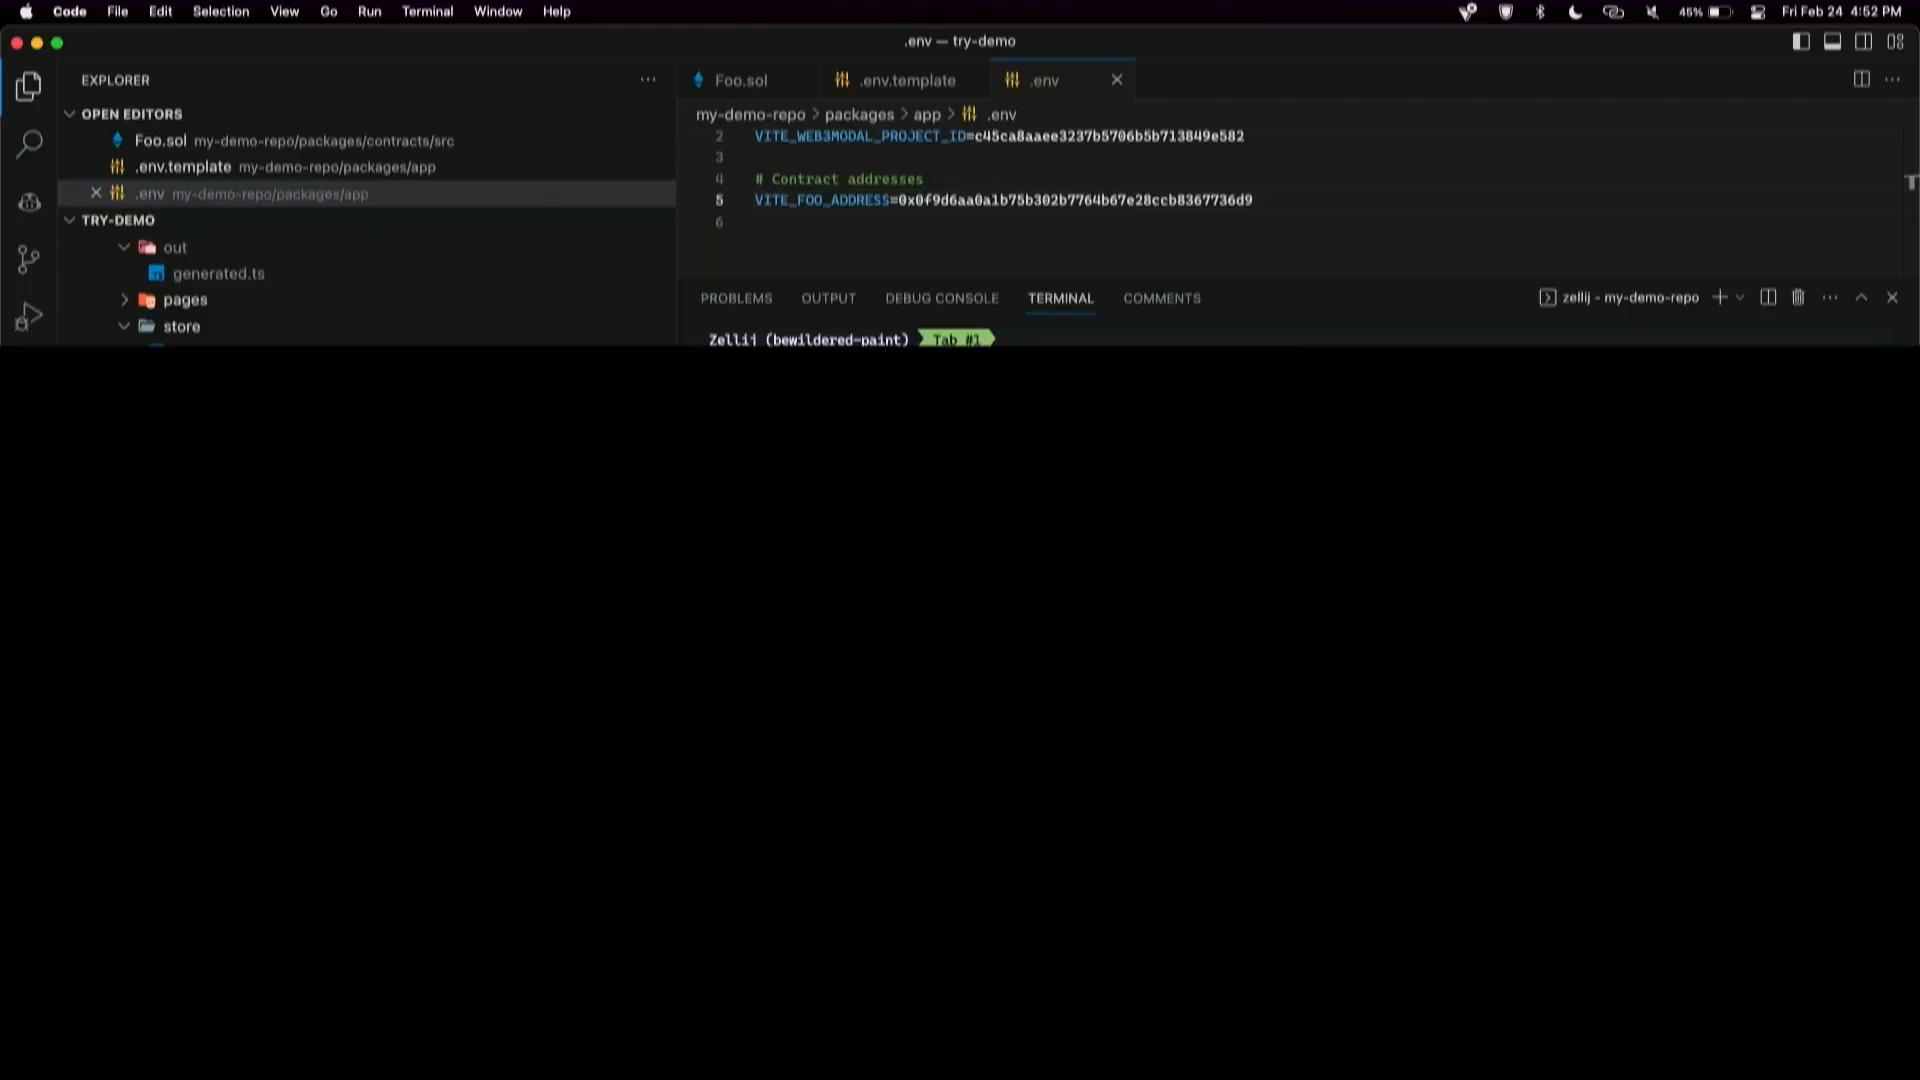 Code File Edit Selection View Go Run Terminal Window Help 45% Fri Feb 24 4:52 PM
.env — try-demo
EXPLORER
OPEN EDITORS
Foo.sol my-demo-repo/packages/contracts/src
.env.template my-demo-repo/packages/app
.env my-demo-repo/packages/app
TRY-DEMO
out
generated.ts
pages
store
Foo.sol .env.template .env
my-demo-repo > packages > app > .env
2 VITE_WEB3MODAL_PROJECT_ID=c45ca8aaee3237b5706b5b713849e582
3
4 # Contract addresses
5 VITE_FOO_ADDRESS=0x0f9d6aa0a1b75b302b7764b67e28ccb8367736d9
6
PROBLEMS OUTPUT DEBUG CONSOLE TERMINAL COMMENTS zellij - my-demo-repo
Zellij (bewildered-paint) Tab #1